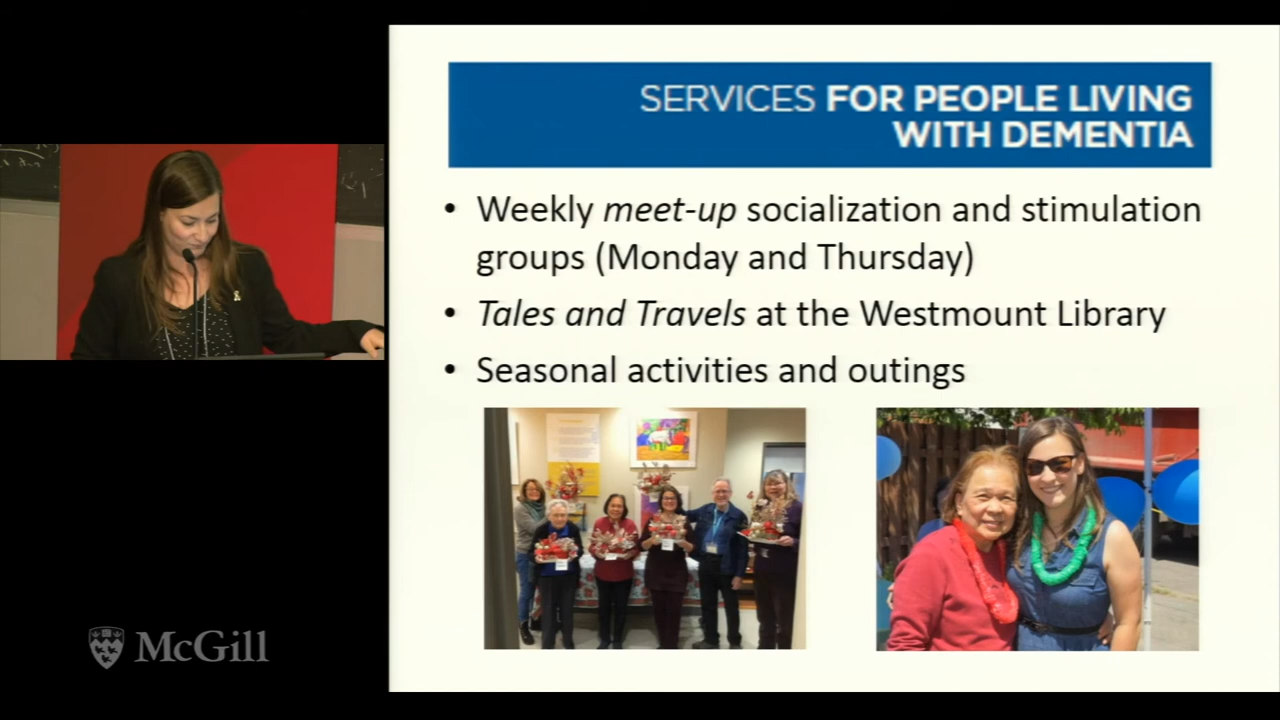 SERVICES FOR PEOPLE LIVING
WITH DEMENTIA
• Weekly meet-up socialization and stimulation
groups (Monday and Thursday)
• Tales and Travels at the Westmount Library
• Seasonal activities and outings
McGill